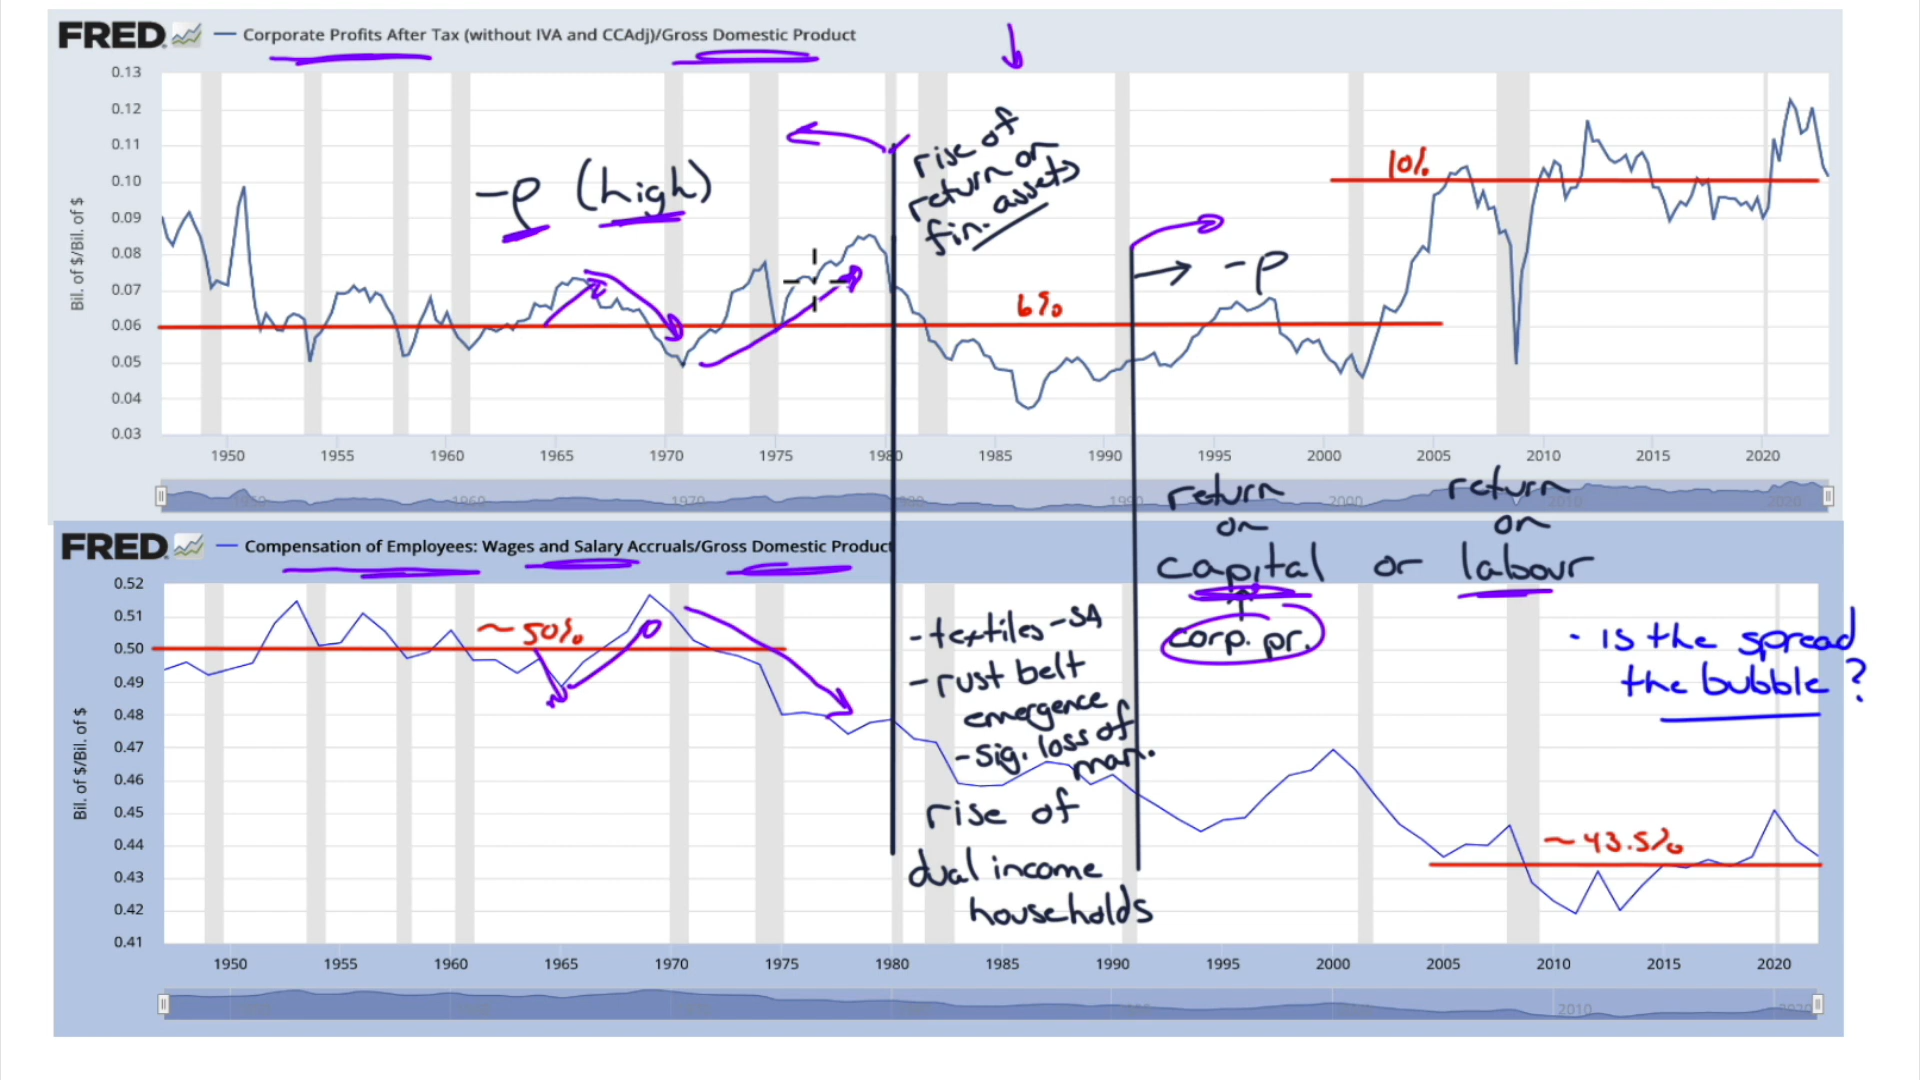 FRED
Corporate Profits After Tax (without IVA and CCAdj)/Gross Domestic Product
Bil. of $/Bil. of $
0.13
0.12
0.11
0.10
0.09
0.08
0.07
0.06
0.05
0.04
0.03
-ρ (high)
rise of
return on
fin. assets
→ -ρ
6%
10%
1950 1955 1960 1965 1970 1975 1980 1985 1990 1995 2000 2005 2010 2015 2020
1960 1970 2000 2020
return
on
capital
or
return
on
labour
corp. pr.
· is the spread
the bubble?
FRED
Compensation of Employees: Wages and Salary Accruals/Gross Domestic Product
Bil. of $/Bil. of $
0.52
0.51
0.50
0.49
0.48
0.47
0.46
0.45
0.44
0.43
0.42
0.41
~50%
-textiles-SA
-rust belt
emergence
-sig. loss of
man.
rise of
dual income
households
~43.5%
1950 1955 1960 1965 1970 1975 1980 1985 1990 1995 2000 2005 2010 2015 2020
2010